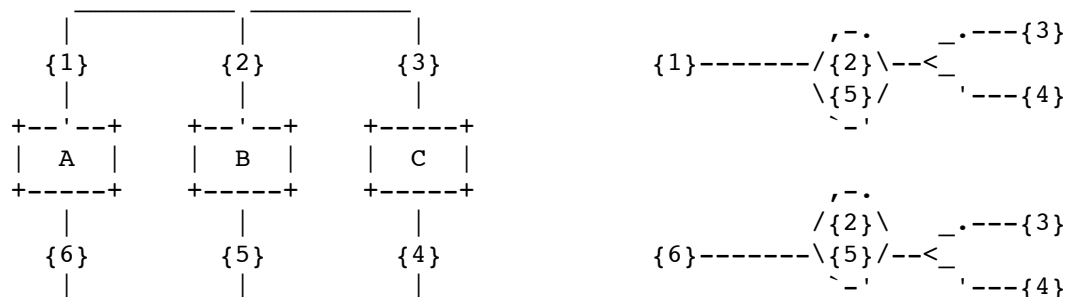 {3}
{1} {2} {3} {1} {2}
{5} {4}
A B C
{2} {3}
{6} {5} {4} {6} {5}
{4}